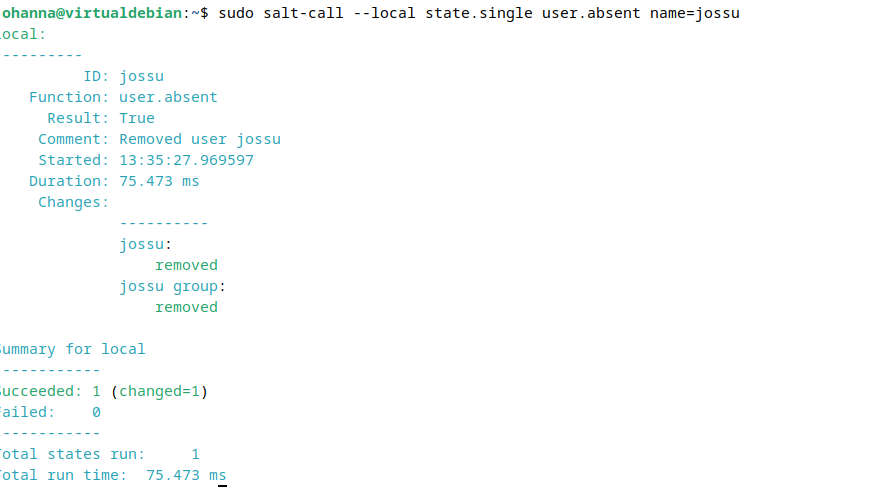 ohanna@virtualdebian:~$ sudo salt-call --local state.single user.absent name=jossu
ocal:
---------
ID: jossu
Function: user.absent
Result: True
Comment: Removed user jossu
Started: 13:35:27.969597
Duration: 75.473 ms
Changes:
----------
jossu:
removed
jossu group:
removed
Summary for local
-----------
Succeeded: 1 (changed=1)
Failed: 0
-----------
Total states run: 1
Total run time: 75.473 ms